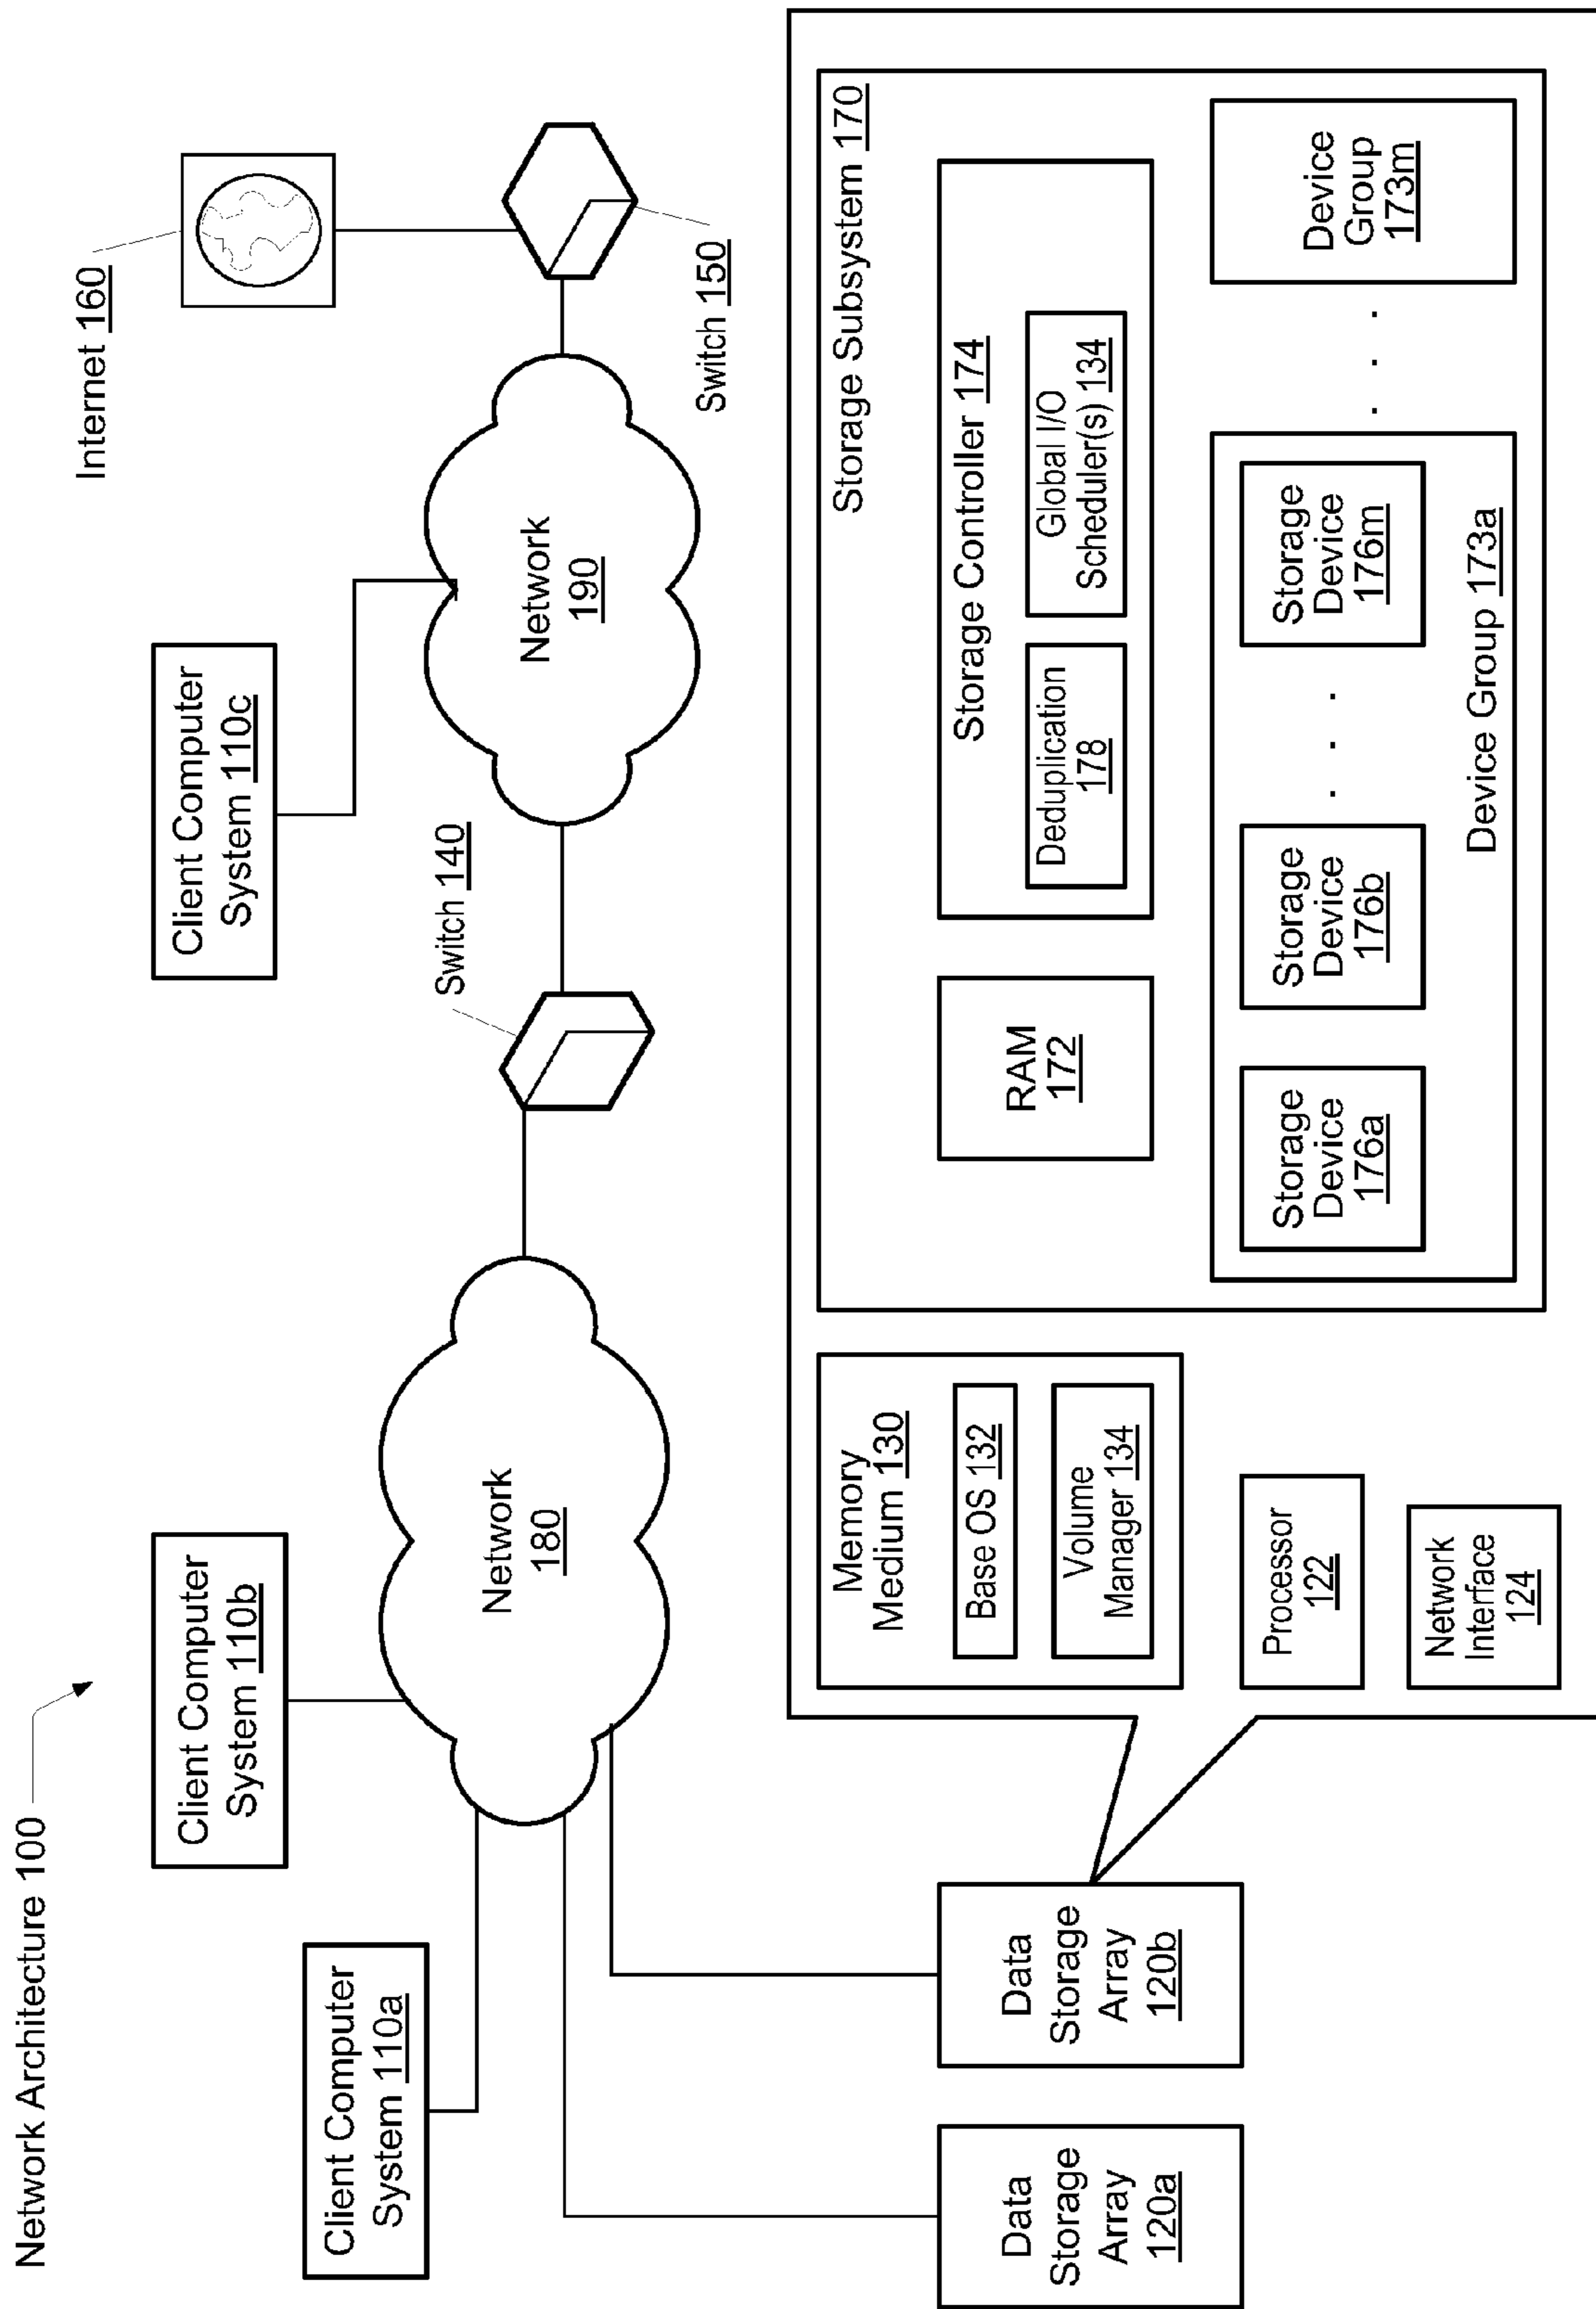 Network Architecture 100
Internet 160
Client Computer
System 110c
Client Computer
System 110b
Client Computer
System 110a
Switch 140
Switch 150
Network
180
Network
190
Data
Storage
Array
120a
Data
Storage
Array
120b
Memory
Medium 130
Base OS 132
Volume
Manager 134
Processor
122
Network
Interface
124
Storage Subsystem 170
RAM
172
Storage Controller 174
Deduplication
178
Global I/O
Scheduler(s) 134
Storage
Device
176a
Storage
Device
176b
. . .
Storage
Device
176m
Device Group 173a
. . .
Device
Group
173m